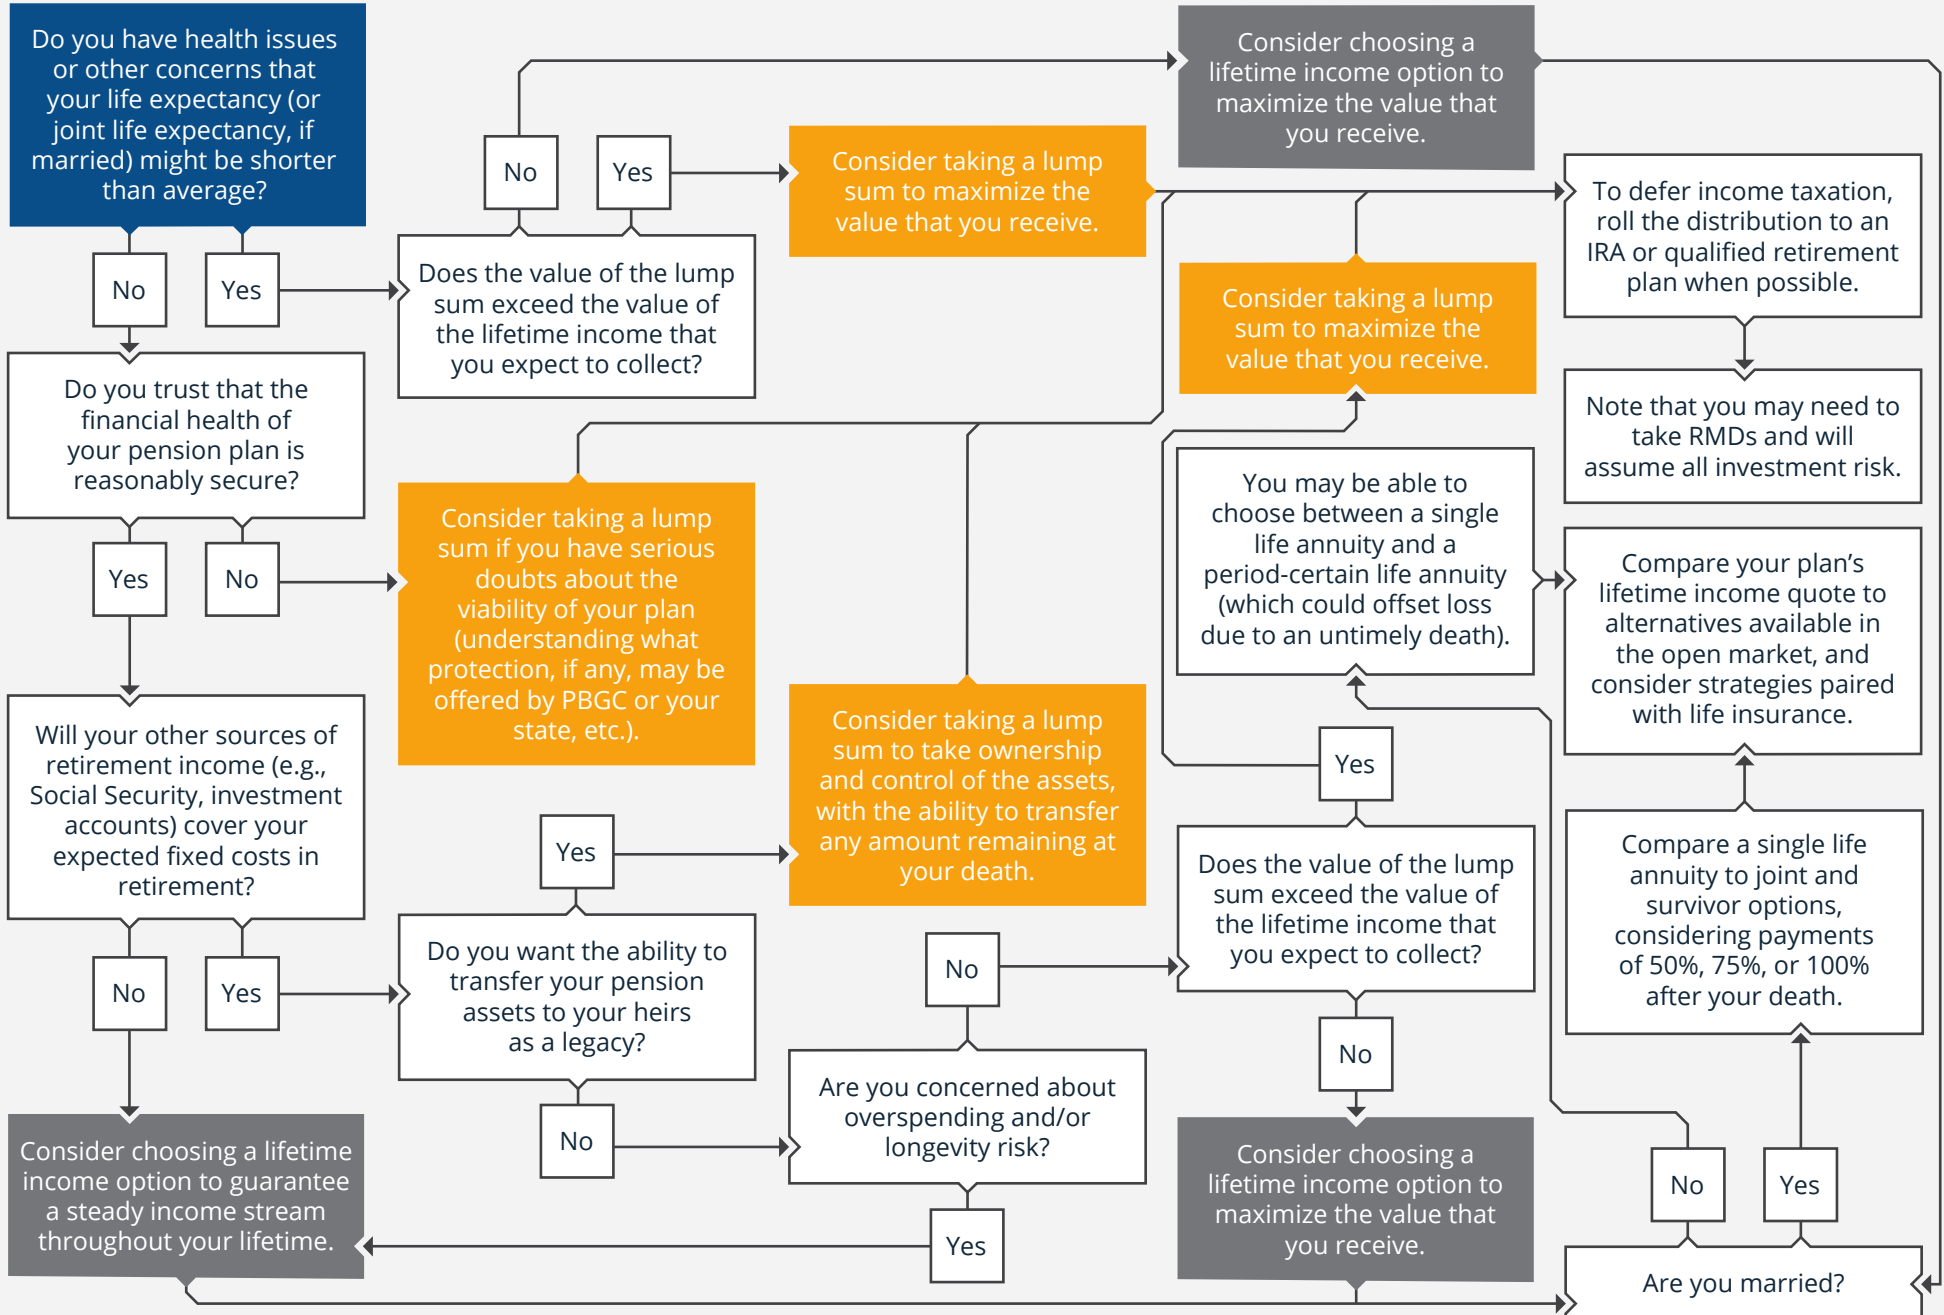 Do you have health issues
or other concerns that
your life expectancy (or
joint life expectancy, if
married) might be shorter
than average?
No
Yes
Does the value of the lump
sum exceed the value of
the lifetime income that
you expect to collect?
No
Yes
Consider taking a lump
sum to maximize the
value that you receive.
Consider choosing a
lifetime income option to
maximize the value that
you receive.
To defer income taxation,
roll the distribution to an
IRA or qualified retirement
plan when possible.
Note that you may need to
take RMDs and will
assume all investment risk.
Do you trust that the
financial health of
your pension plan is
reasonably secure?
Yes
No
Consider taking a lump
sum if you have serious
doubts about the
viability of your plan
(understanding what
protection, if any, may be
offered by PBGC or your
state, etc.).
Will your other sources of
retirement income (e.g.,
Social Security, investment
accounts) cover your
expected fixed costs in
retirement?
No
Yes
Do you want the ability to
transfer your pension
assets to your heirs
as a legacy?
Yes
No
Consider taking a lump
sum to take ownership
and control of the assets,
with the ability to transfer
any amount remaining at
your death.
Are you concerned about
overspending and/or
longevity risk?
No
Yes
Consider choosing a lifetime
income option to guarantee
a steady income stream
throughout your lifetime.
Does the value of the lump
sum exceed the value of
the lifetime income that
you expect to collect?
Yes
No
Consider taking a lump
sum to maximize the
value that you receive.
Consider choosing a
lifetime income option to
maximize the value that
you receive.
Are you married?
No
Yes
You may be able to
choose between a single
life annuity and a
period-certain life annuity
(which could offset loss
due to an untimely death).
Compare a single life
annuity to joint and
survivor options,
considering payments
of 50%, 75%, or 100%
after your death.
Compare your plan’s
lifetime income quote to
alternatives available in
the open market, and
consider strategies paired
with life insurance.